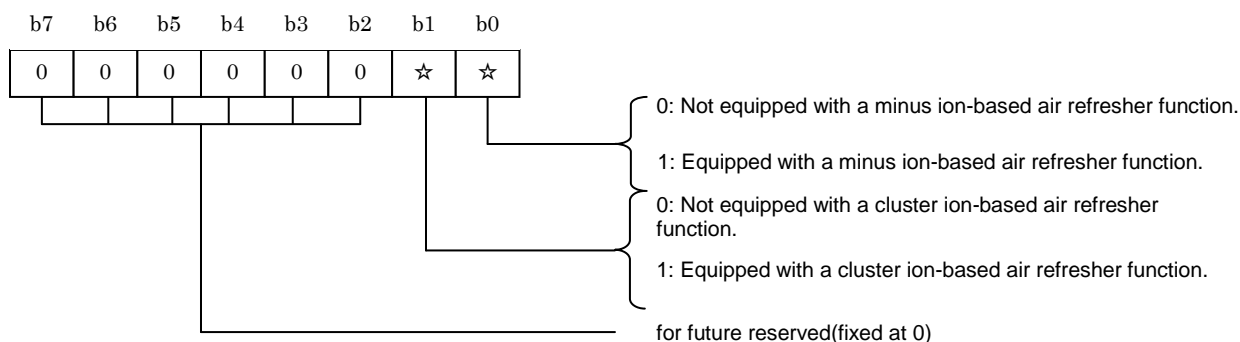 b7 b6 b5 b4 b3 b2 b1 b0
0 0 0 0 0 0 ☆ ☆
0: Not equipped with a minus ion-based air refresher function.
1: Equipped with a minus ion-based air refresher function.
0: Not equipped with a cluster ion-based air refresher
function.
1: Equipped with a cluster ion-based air refresher function.
for future reserved(fixed at 0)